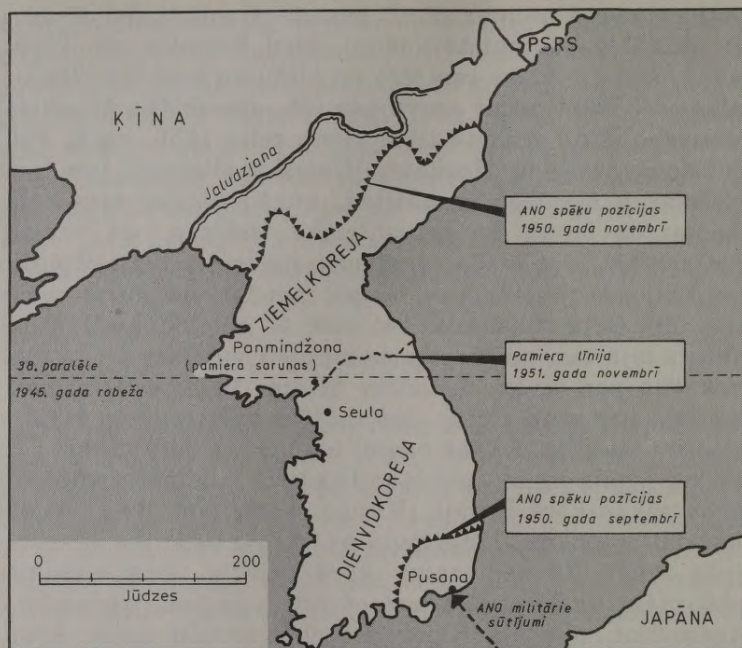 PSRS
ĶĪNA
Jaludzjana
ANO spēku pozīcijas
1950. gada novembrī
ZIEMEĻKOREJA
Panmindžona
(pamiera sarunas)
Pamiera līnija
1951. gada novembrī
38. paralēle
1945. gada robeža
Seula
DIENVIDKOREJA
ANO spēku pozīcijas
1950. gada septembrī
0
200
Jūdzes
Pusana
ANO militārie
sūtījumi
JAPĀNA